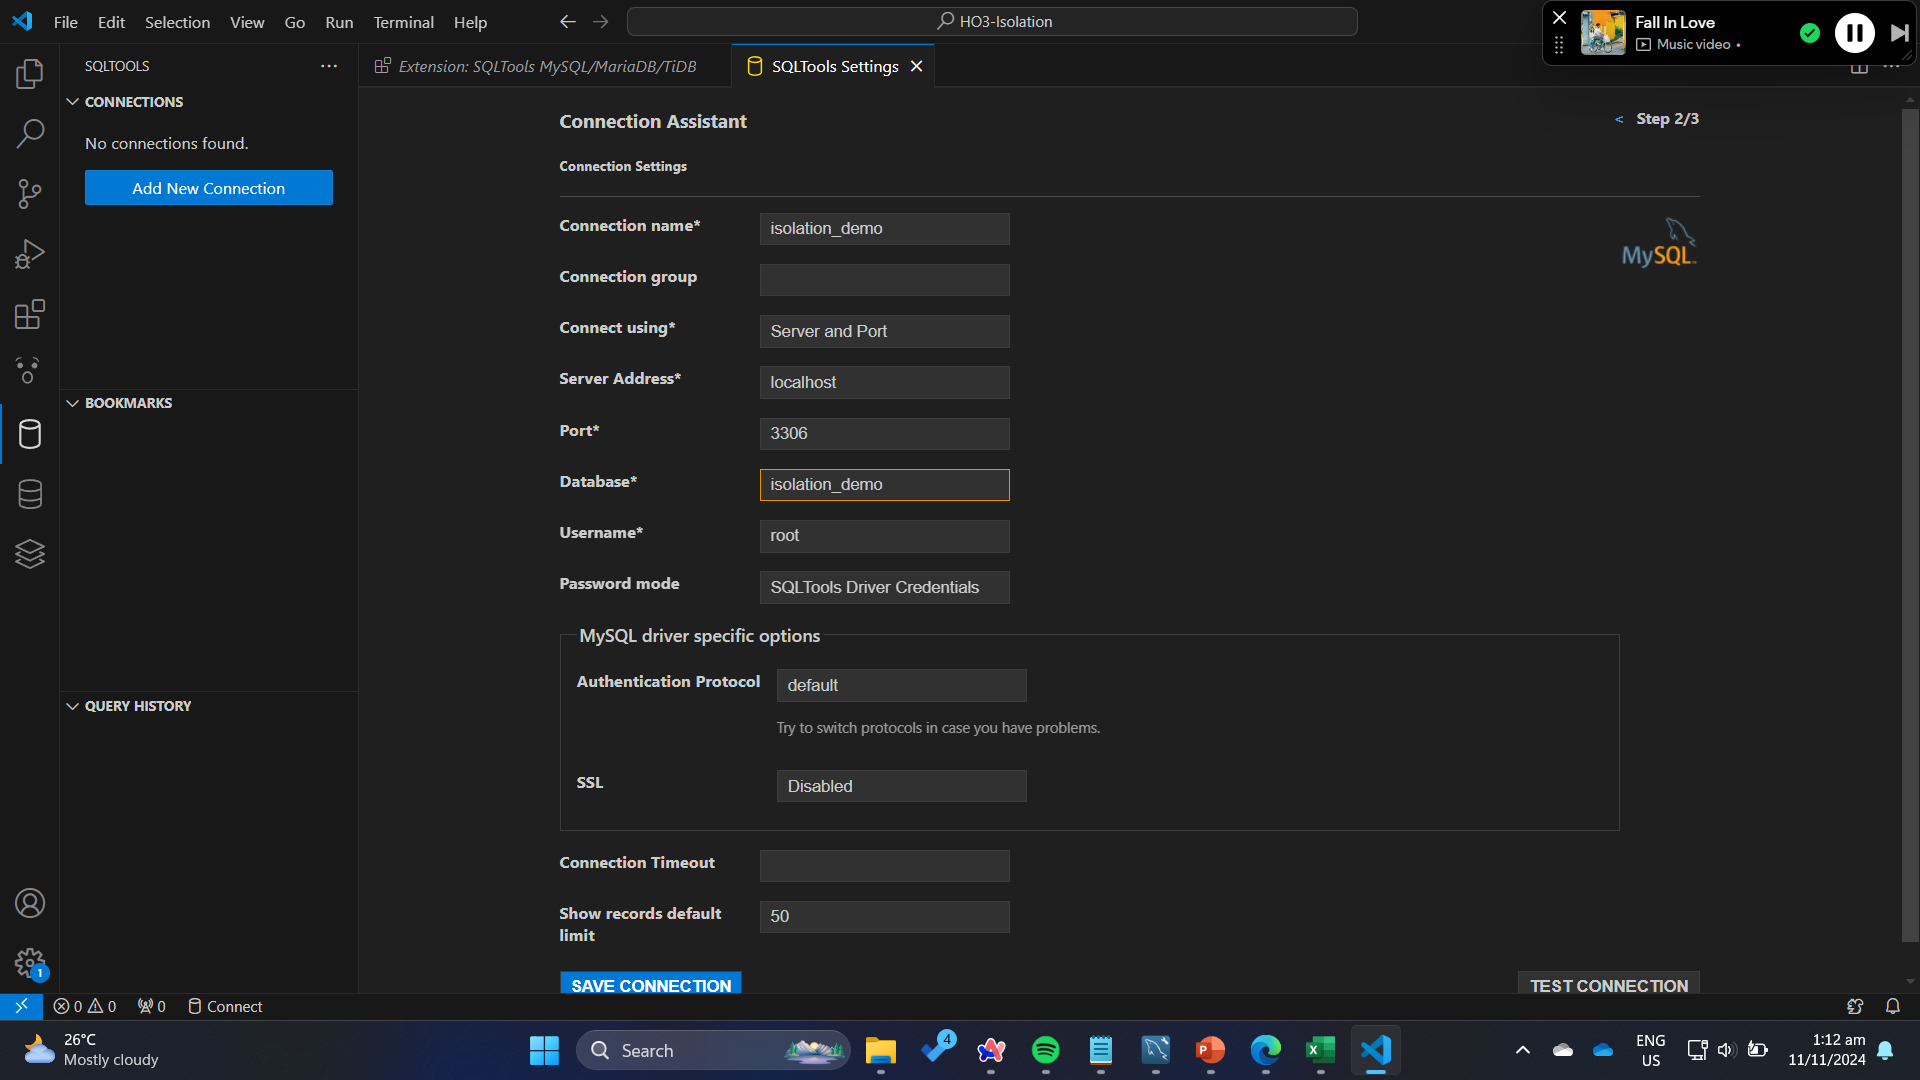 File Edit Selection View Go Run Terminal Help
HO3-Isolation
Fall In Love
Music video •
SQLTOOLS
Extension: SQLTools MySQL/MariaDB/TiDB
SQLTools Settings
CONNECTIONS
No connections found.
Add New Connection
BOOKMARKS
QUERY HISTORY
Connection Assistant
< Step 2/3
Connection Settings
MySQL
Connection name* isolation_demo
Connection group
Connect using* Server and Port
Server Address* localhost
Port* 3306
Database* isolation_demo
Username* root
Password mode SQLTools Driver Credentials
MySQL driver specific options
Authentication Protocol default
Try to switch protocols in case you have problems.
SSL Disabled
Connection Timeout
Show records default
limit
50
SAVE CONNECTION
TEST CONNECTION
1
0 0 0 Connect
26°C
Mostly cloudy
Search
4
ENG
US
1:12 am
11/11/2024